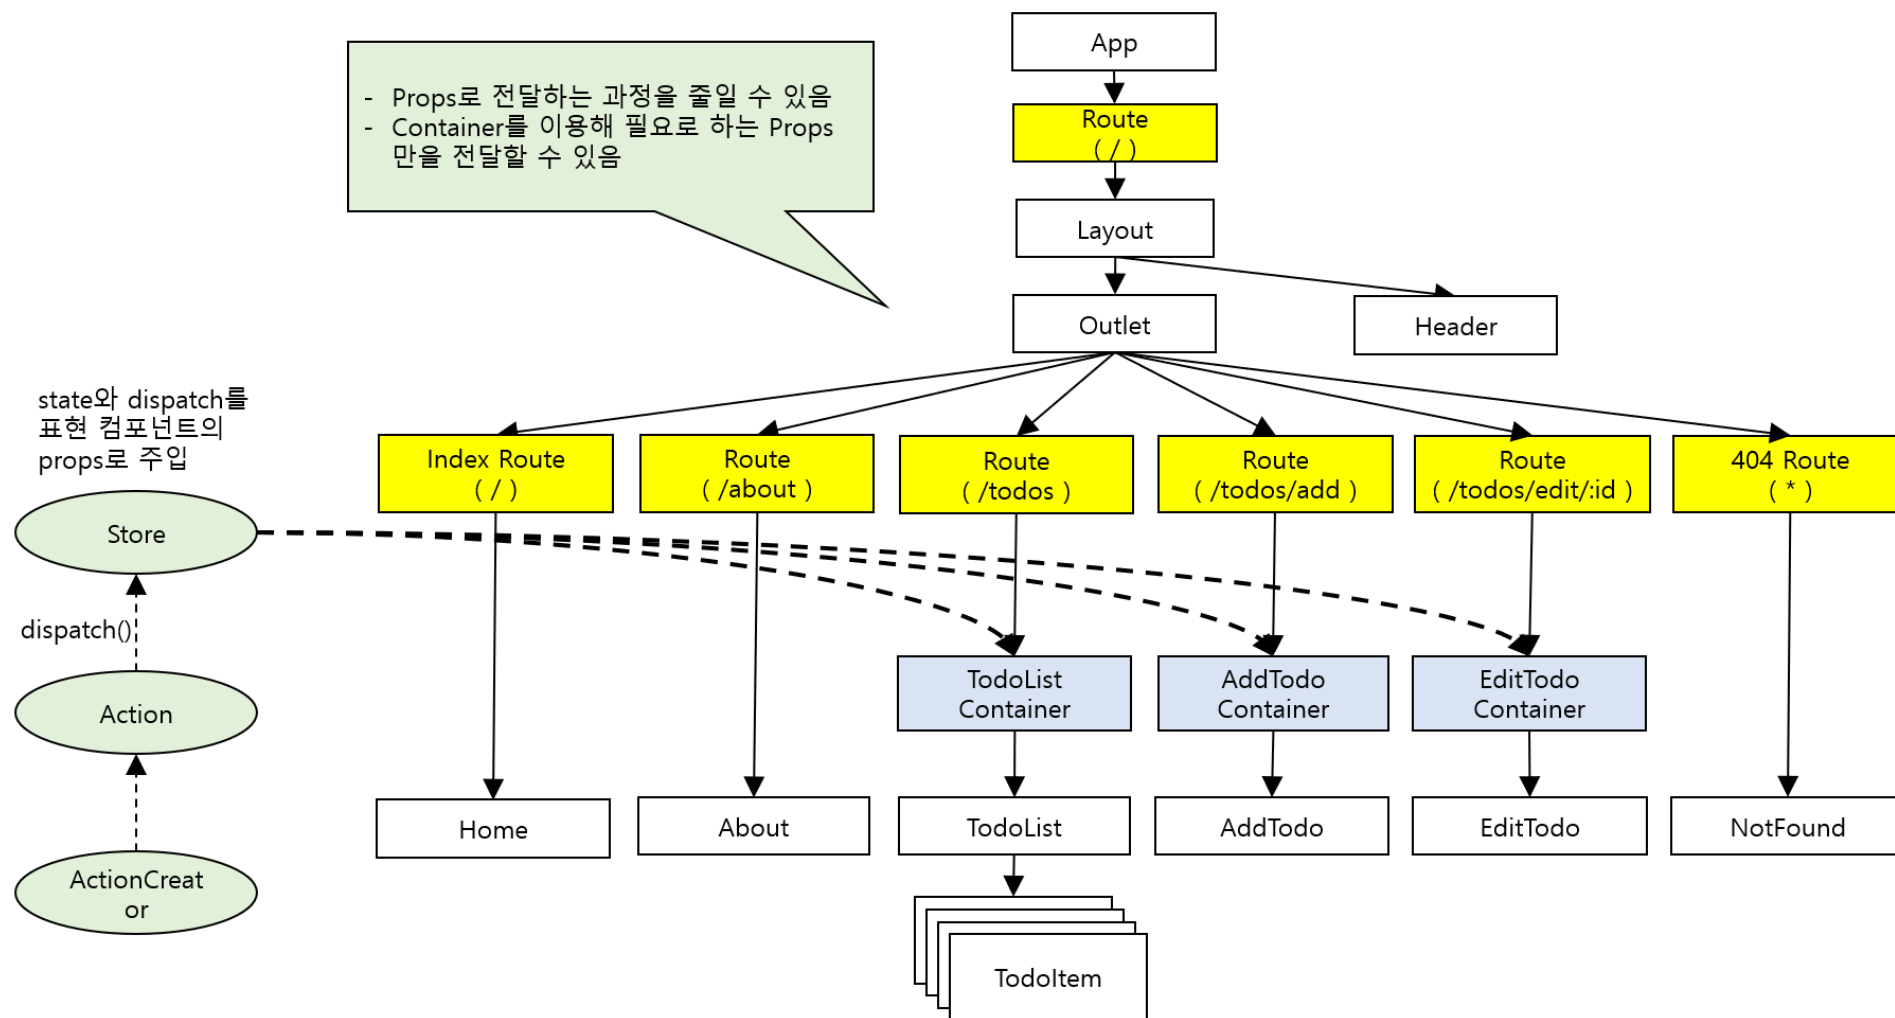 App
- Props로 전달하는 과정을 줄일 수 있음
- Container를 이용해 필요로 하는 Props
만을 전달할 수 있음
Route
( / )
Layout
Outlet
Header
state와 dispatch를
표현 컴포넌트의
props로 주입
Index Route
( / )
Route
( /about )
Route
( /todos )
Route
( /todos/add )
Route
( /todos/edit/:id )
404 Route
( * )
Store
dispatch()
Action
ActionCreat
or
TodoList
Container
AddTodo
Container
EditTodo
Container
Home
About
TodoList
AddTodo
EditTodo
NotFound
TodoItem